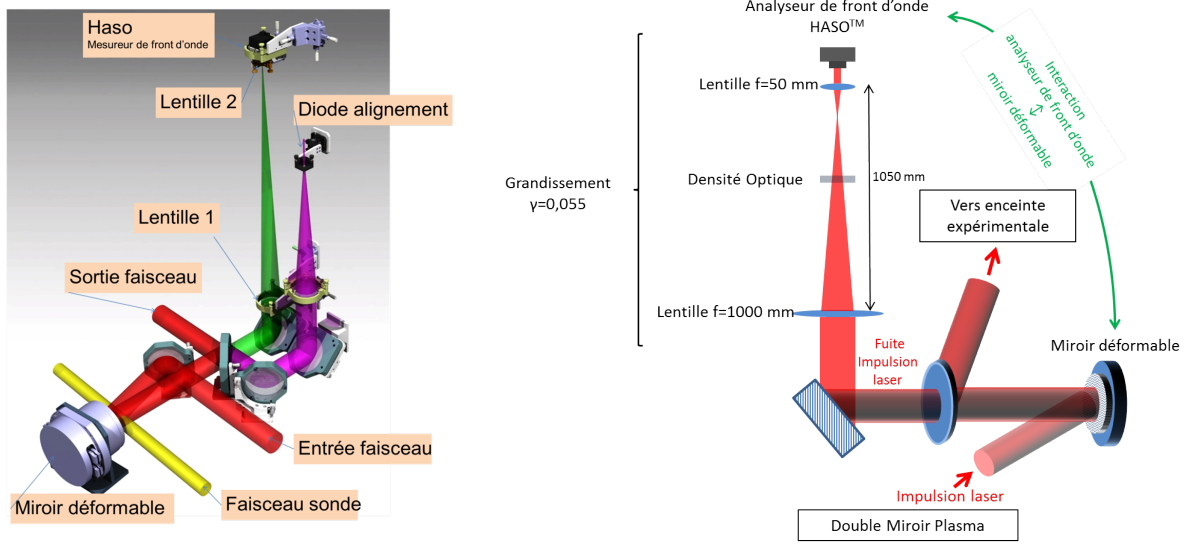 Haso
Mesureur de front d'onde
Lentille 2
Diode alignement
Lentille 1
Sortie faisceau
Entrée faisceau
Miroir déformable
Faisceau sonde
Analyseur de front d'onde
HASO™
Lentille f=50 mm
1050 mm
Densité Optique
Grandissement
γ=0,055
Lentille f=1000 mm
Interaction
analyseur de front d'onde
↔
miroir déformable
Vers enceinte
expérimentale
Fuite
Impulsion
laser
Miroir déformable
Impulsion laser
Double Miroir Plasma